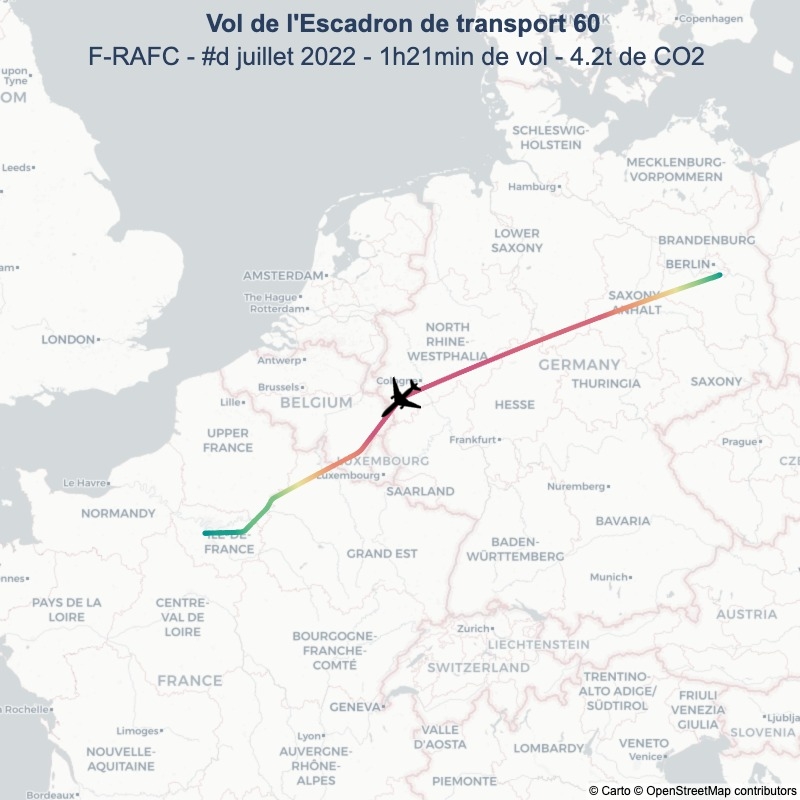 Vol de l'Escadron de transport 60
F-RAFC - #d juillet 2022 - 1h21min de vol - 4.2t de CO2
Copenhagen
upon
Tyne
OM
SCHLESWIG-
HOLSTEIN
Leeds
MECKLENBURG-
VORPOMMERN
Hamburg
LOWER
SAXONY
BRANDENBURG
am
AMSTERDAM
BERLIN
The Hague
Rotterdam
SAXONY
ANHALT
LONDON
NORTH
RHINE-
WESTPHALIA
Antwerp
GERMANY
Brussels
Cologne
THURINGIA
SAXONY
Lille
BELGIUM
HESSE
UPPER
FRANCE
Frankfurt
Prague
LUXEMBOURG
CZE
Luxembourg
Le Havre
SAARLAND
Nuremberg
NORMANDY
BAVARIA
ILE-DE-
FRANCE
GRAND EST
BADEN-
WÜRTTEMBERG
nnes
Munich
PAYS DE LA
LOIRE
CENTRE-
VAL DE
LOIRE
AUSTRIA
Zurich
BOURGOGNE-
FRANCHE-
COMTÉ
LIECHTENSTEIN
SWITZERLAND
FRANCE
TRENTINO-
ALTO ADIGE/
SÜDTIROL
GENEVA
FRIULI
VENEZIA
GIULIA
a Rochelle
Ljublja
SLOVENIA
Limoges
Lyon
VALLE
D'AOSTA
LOMBARDY
VENETO
Venice
NOUVELLE-
AQUITAINE
AUVERGNE-
RHÔNE-
ALPES
PIEMONTE
Bordeaux
© Carto © OpenStreetMap contributors